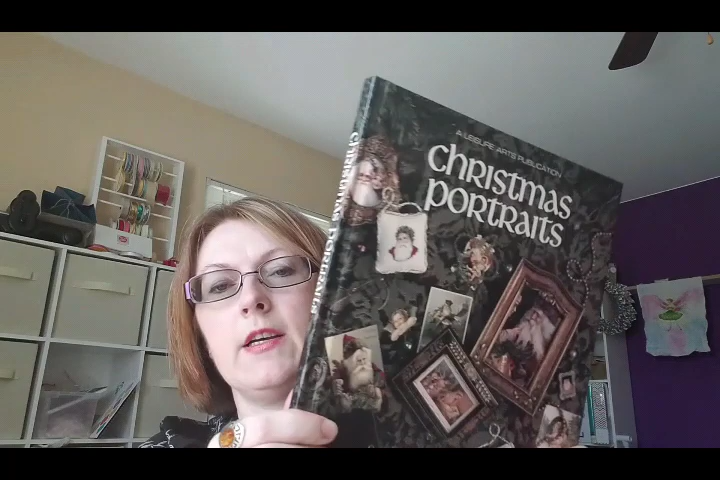 A LEISURE ARTS PUBLICATION
christmas
portraits
christmas portraits